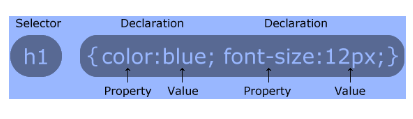 Selector Declaration Declaration
h1 {color:blue; font-size:12px;}
Property Value Property Value